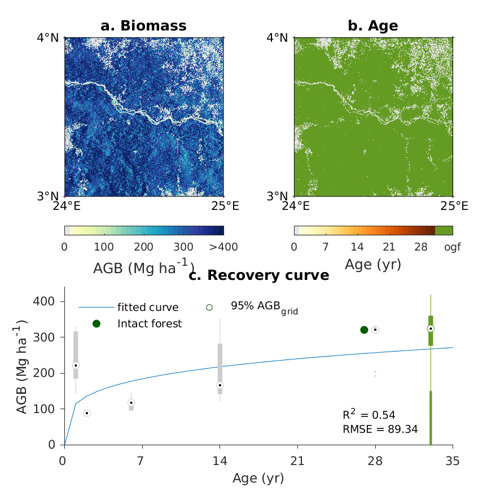 a. Biomass
b. Age
4°N
4°N
3°N
3°N
24°E
25°E
24°E
25°E
0 100 200 300 >400
0 7 14 21 28 ogf
AGB (Mg ha⁻¹)
Age (yr)
c. Recovery curve
400
300
200
100
0
AGB (Mg ha⁻¹)
fitted curve
95% AGBgrid
Intact forest
R² = 0.54
RMSE = 89.34
0 7 14 21 28 35
Age (yr)